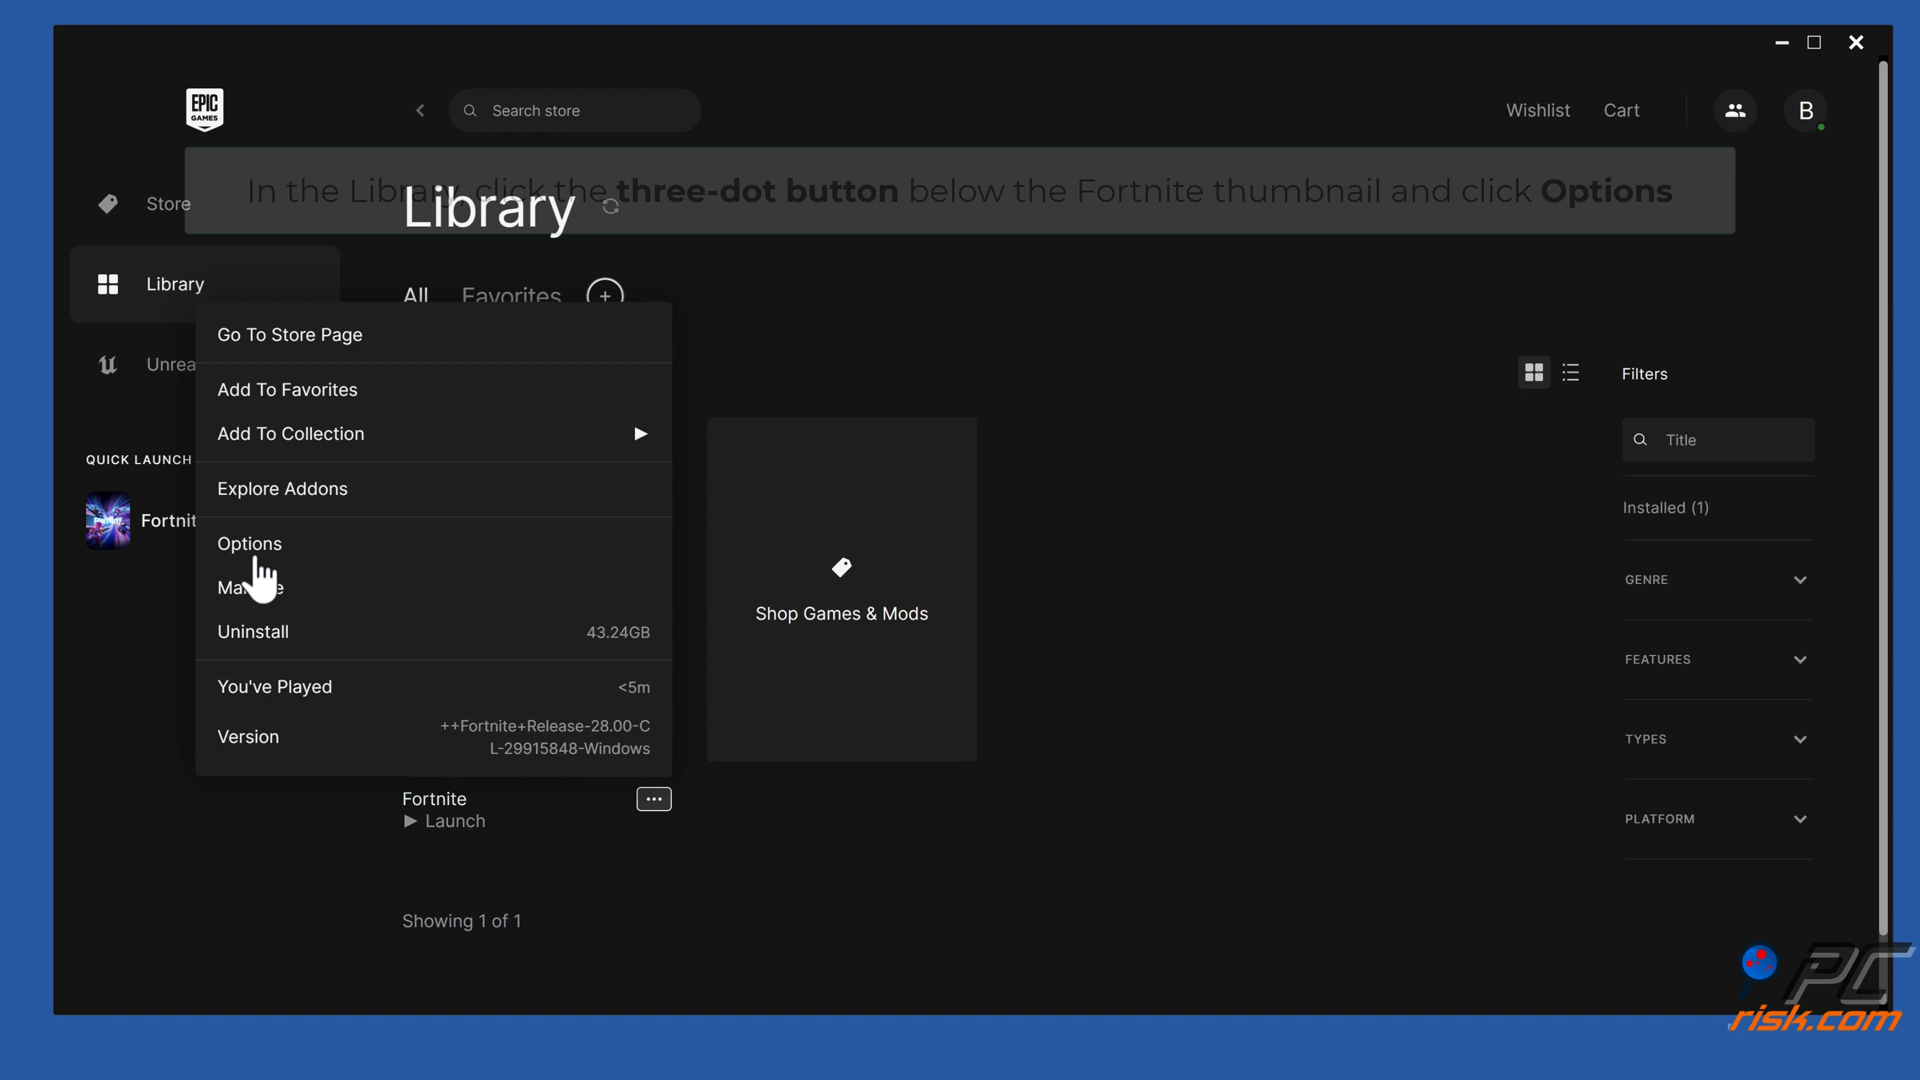 EPIC
GAMES
Search store
Wishlist
Cart
B
In the Library, click the three-dot button below the Fortnite thumbnail and click Options
Store
Library
Library
All
Favorites
Go To Store Page
Add To Favorites
Add To Collection
QUICK LAUNCH
Explore Addons
Options
Uninstall 43.24GB
You've Played <5m
Version ++Fortnite+Release-28.00-C
L-29915848-Windows
Fortnite
Launch
Shop Games & Mods
Showing 1 of 1
Filters
Title
Installed (1)
GENRE
FEATURES
TYPES
PLATFORM
PC
risk.com